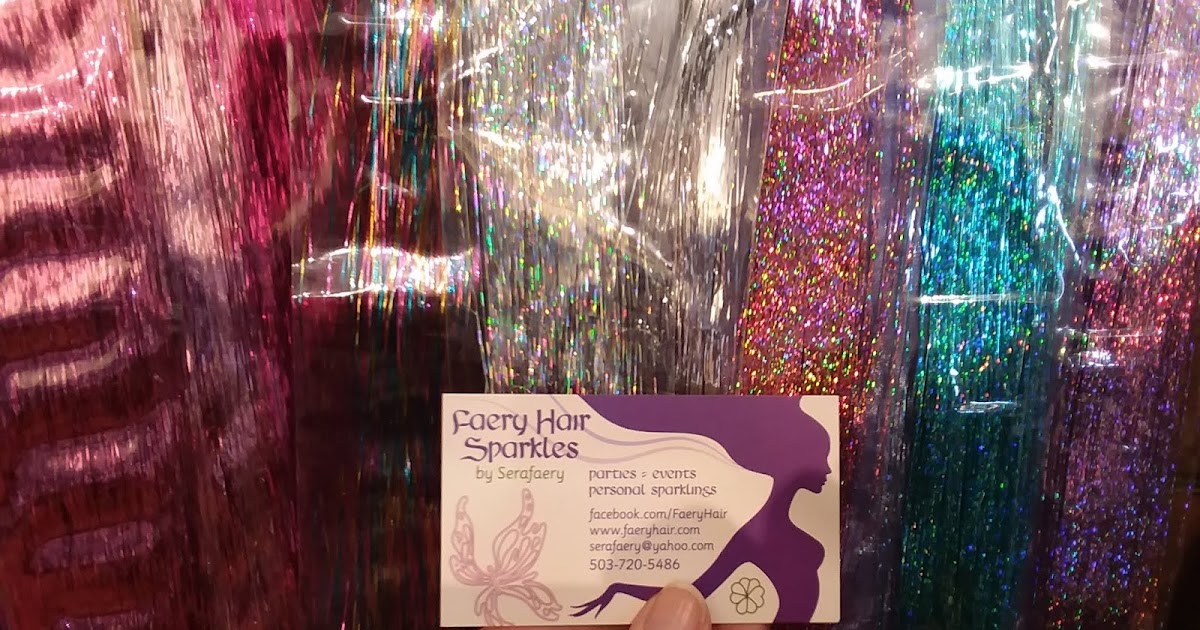 Faery Hair
Sparkles
by Serafaery
parties : events
personal sparklings
facebook.com/FaeryHair
www.faeryhair.com
serafaery@yahoo.com
503-720-5486